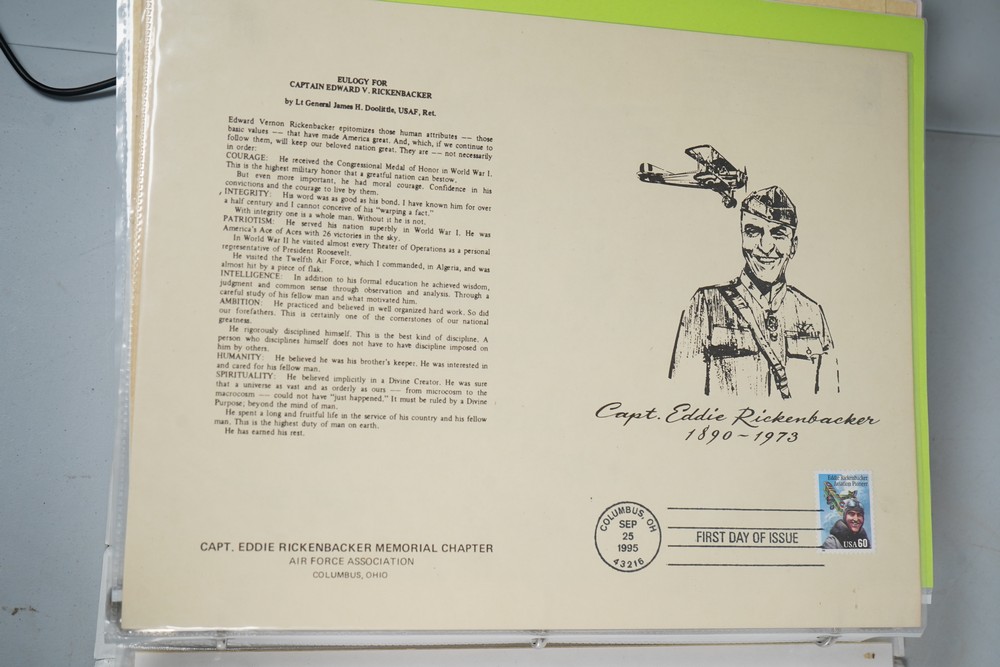 EULOGY FOR
CAPTAIN EDWARD V. RICKENBACKER
by Lt General James H. Doolittle, USAF, Ret.
Edward Vernon Rickenbacker epitomizes those human attributes -- those
basic values -- that have made America great. And, which, if we continue to
follow them, will keep our beloved nation great. They are -- not necessarily
in order:
COURAGE: He received the Congressional Medal of Honor in World War I.
This is the highest military honor that a greatful nation can bestow.
But even more important, he had moral courage. Confidence in his
convictions and the courage to live by them.
INTEGRITY: His word was as good as his bond. I have known him for over
a half century and I cannot conceive of his "warping a fact."
With integrity one is a whole man. Without it he is not.
PATRIOTISM: He served his nation superbly in World War I. He was
America's Ace of Aces with 26 victories in the sky.
In World War II he visited almost every Theater of Operations as a personal
representative of President Roosevelt.
He visited the Twelfth Air Force, which I commanded, in Algeria, and was
almost hit by a piece of flak.
INTELLIGENCE: In addition to his formal education he achieved wisdom,
judgment and common sense through observation and analysis. Through a
careful study of his fellow man and what motivated him.
AMBITION: He practiced and believed in well organized hard work. So did
our forefathers. This is certainly one of the cornerstones of our national
greatness.
He rigorously disciplined himself. This is the best kind of discipline. A
person who disciplines himself does not have to have discipline imposed on
him by others.
HUMANITY: He believed he was his brother's keeper. He was interested in
and cared for his fellow man.
SPIRITUALITY: He believed implicitly in a Divine Creator. He was sure
that a universe as vast and as orderly as ours -- from microcosm to the
macrocosm -- could not have "just happened." It must be ruled by a Divine
Purpose; beyond the mind of man.
He spent a long and fruitful life in the service of his country and his fellow
man. This is the highest duty of man on earth.
He has earned his rest.
CAPT. EDDIE RICKENBACKER MEMORIAL CHAPTER
AIR FORCE ASSOCIATION
COLUMBUS, OHIO
Capt. Eddie Rickenbacker
1890-1973
COLUMBUS, OH
SEP
25
1995
43216
FIRST DAY OF ISSUE
Eddie Rickenbacker
Aviation Pioneer
USA 60